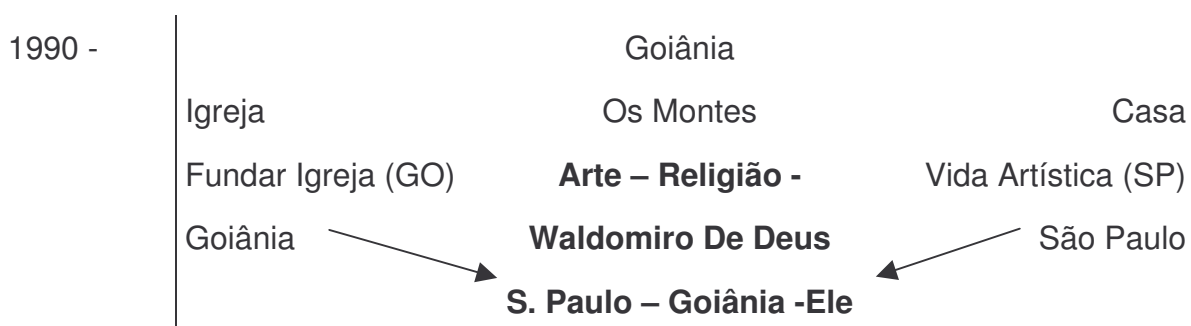 1990 - Goiânia
Igreja Os Montes Casa
Fundar Igreja (GO) Arte – Religião - Vida Artística (SP)
Goiânia Waldomiro De Deus São Paulo
S. Paulo – Goiânia -Ele